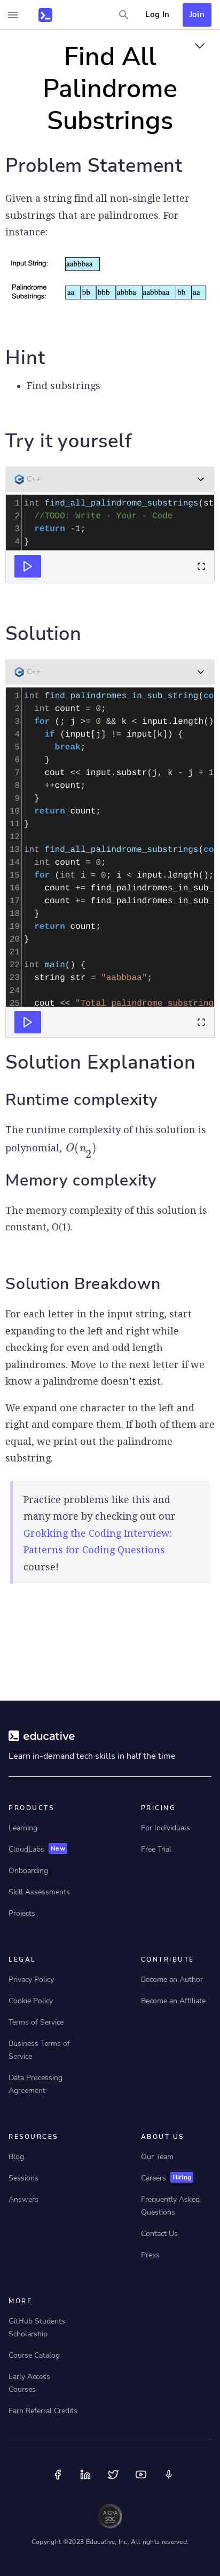 Log In
Join
Find All
Palindrome
Substrings
Problem Statement
Given a string find all non-single letter
substrings that are palindromes. For
instance:
Input String:
aabbbaa
Palindrome
Substrings:
aa bb bbb abbba aabbbaa bb aa
Hint
• Find substrings
Try it yourself
C++
1 int find_all_palindrome_substrings(st
2 //TODO: Write - Your - Code
3 return -1;
4 }
Solution
C++
1 int find_palindromes_in_sub_string(co
2 int count = 0;
3 for (; j >= 0 && k < input.length()
4 if (input[j] != input[k]) {
5 break;
6 }
7 cout << input.substr(j, k - j + 1
8 ++count;
9 }
10 return count;
11 }
12
13 int find_all_palindrome_substrings(co
14 int count = 0;
15 for (int i = 0; i < input.length();
16 count += find_palindromes_in_sub_
17 count += find_palindromes_in_sub_
18 }
19 return count;
20 }
21
22 int main() {
23 string str = "aabbbaa";
24
25 cout << "Total palindrome substring
Solution Explanation
Runtime complexity
The runtime complexity of this solution is
polynomial, O(n2)
Memory complexity
The memory complexity of this solution is
constant, O(1).
Solution Breakdown
For each letter in the input string, start
expanding to the left and right while
checking for even and odd length
palindromes. Move to the next letter if we
know a palindrome doesn't exist.
We expand one character to the left and
right and compare them. If both of them are
equal, we print out the palindrome
substring.
Practice problems like this and
many more by checking out our
Grokking the Coding Interview:
Patterns for Coding Questions
course!
educative
Learn in-demand tech skills in half the time
PRODUCTS
Learning
CloudLabs New
Onboarding
Skill Assessments
Projects
PRICING
For Individuals
Free Trial
LEGAL
Privacy Policy
Cookie Policy
Terms of Service
Business Terms of
Service
Data Processing
Agreement
CONTRIBUTE
Become an Author
Become an Affiliate
RESOURCES
Blog
Sessions
Answers
ABOUT US
Our Team
Careers Hiring
Frequently Asked
Questions
Contact Us
Press
MORE
GitHub Students
Scholarship
Course Catalog
Early Access
Courses
Earn Referral Credits
AICPA
SOC
Copyright ©2023 Educative, Inc. All rights reserved.